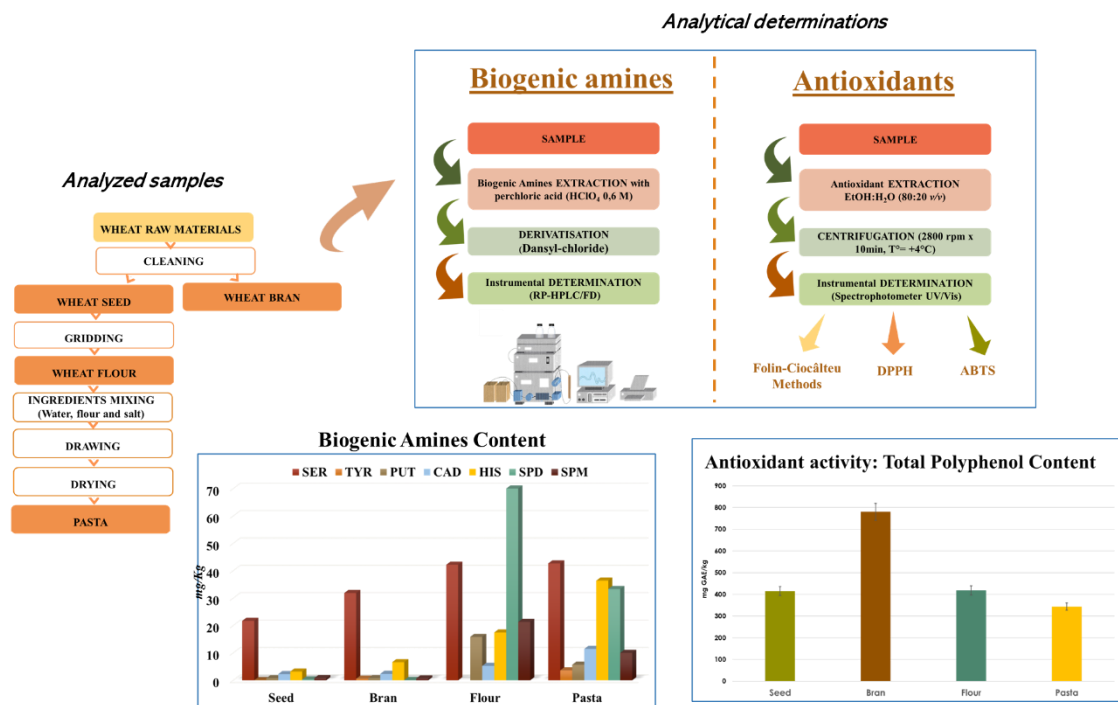 Analytical determinations
Biogenic amines
SAMPLE
Biogenic Amines EXTRACTION with
perchloric acid (HClO₄ 0,6 M)
DERIVATISATION
(Dansyl-chloride)
Instrumental DETERMINATION
(RP-HPLC/FD)
Antioxidants
SAMPLE
Antioxidant EXTRACTION
EtOH:H₂O (80:20 v/v)
CENTRIFUGATION (2800 rpm x
10min, T°= +4°C)
Instrumental DETERMINATION
(Spectrophotometer UV/Vis)
Folin-Ciocâlteu
Methods
DPPH
ABTS
Analyzed samples
WHEAT RAW MATERIALS
CLEANING
WHEAT SEED
WHEAT BRAN
GRIDDING
WHEAT FLOUR
INGREDIENTS MIXING
(Water, flour and salt)
DRAWING
DRYING
PASTA
Biogenic Amines Content
SER TYR PUT CAD HIS SPD SPM
mg/Kg
70
60
50
40
30
20
10
0
Seed Bran Flour Pasta
Antioxidant activity: Total Polyphenol Content
mg GAE/kg
900
800
700
600
500
400
300
200
100
0
Seed Bran Flour Pasta